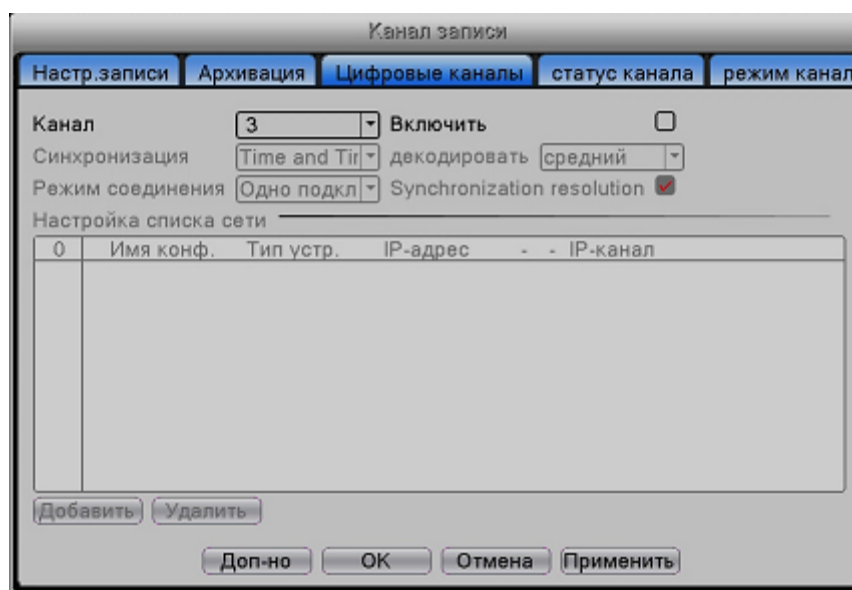 Канал записи
Настр.записи Архивация Цифровые каналы статус канала режим канал
Канал 3 Включить
Синхронизация Time and Tir декодировать средний
Режим соединения Одно подкл Synchronization resolution
Настройка списка сети
0 Имя конф. Тип устр. IP-адрес - - IP-канал
Добавить Удалить
Доп-но OK Отмена Применить